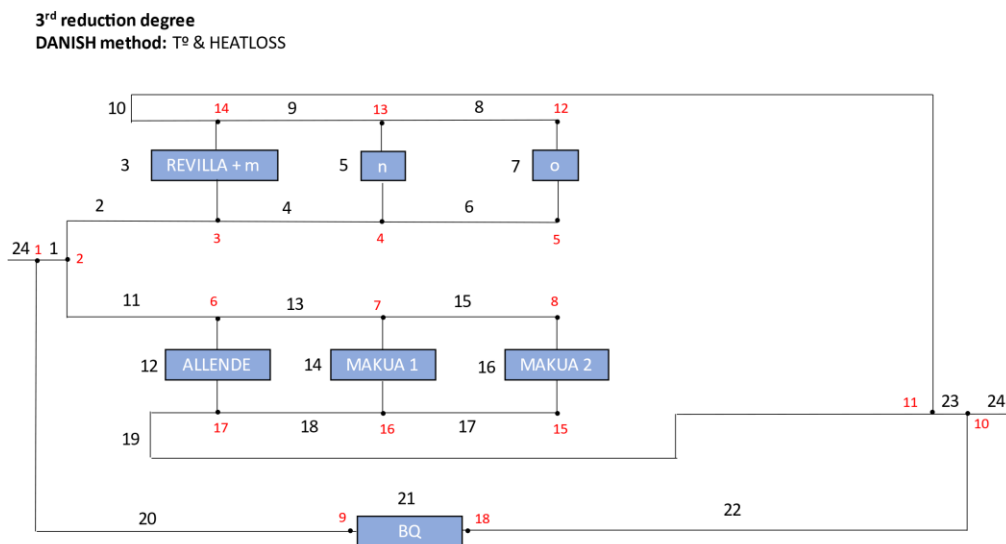 3rd reduction degree
DANISH method: Tº & HEATLOSS
10 14 9 13 8 12
3 REVILLA + m 5 n 7 o
2 4 6
3 4 5
24 1 1 2
11 6 13 7 15 8
12 ALLENDE 14 MAKUA 1 16 MAKUA 2
11 23 24
19 17 18 16 17 15 10
21
20 9 BQ 18 22